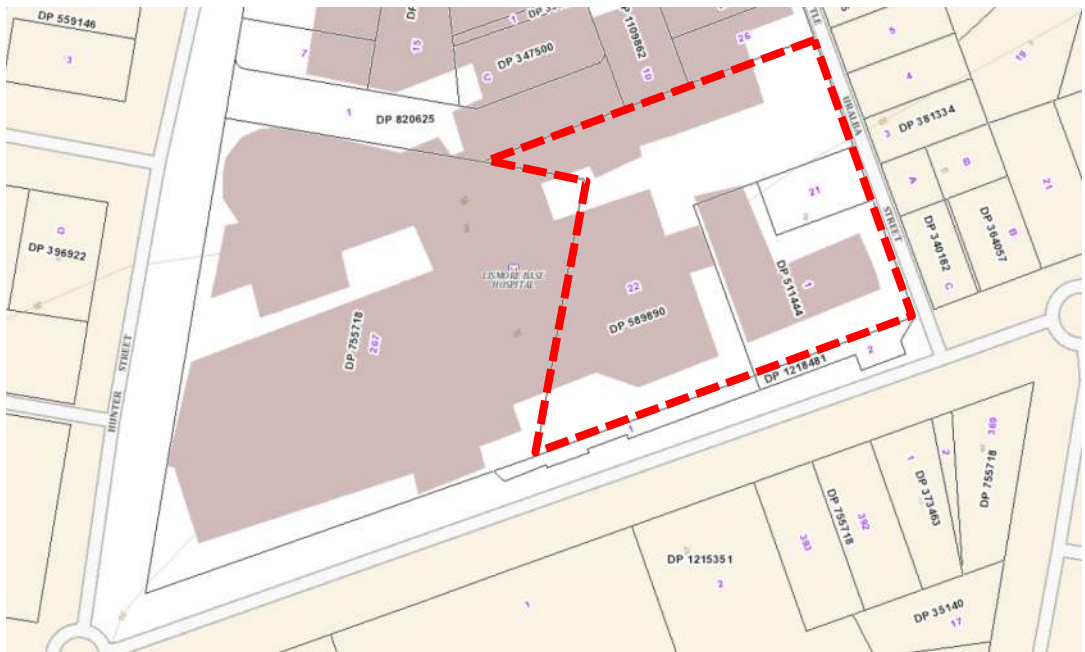 DP 559146
3
7
15
1
C
DP 347500
1109862
10
26
5
4
19
1
DP 820625
URALBA
3
DP 381334
B
A
21
21
STREET
D
DP 396922
DP 340162
DP 364057
B
C
LISMORE BASE
HOSPITAL
22
DP 589890
DP 511444
1
DP 755718
267
HUNTER STREET
2
DP 1218481
1
1
DP 373463
2
369
DP 755718
393
DP 755718
392
DP 1215351
2
1
DP 35140
17